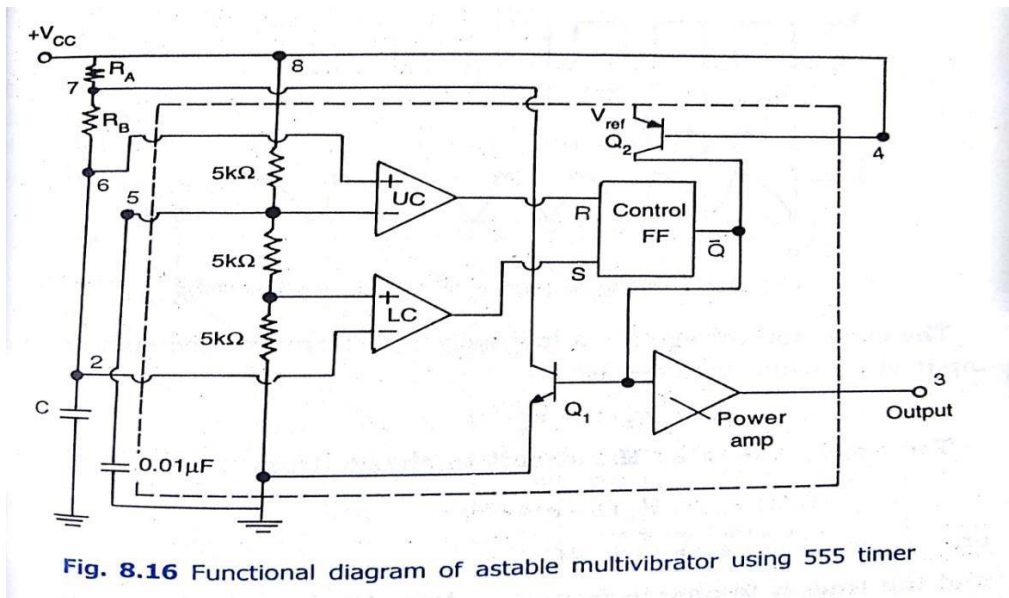 +VCC
RA
7
8
RB
Vref
Q2
4
6
5
5kΩ
+
UC
−
R
Control
FF
S
Q̄
5kΩ
+
LC
−
5kΩ
2
C
Q1
Power
amp
3
Output
0.01μF
Fig. 8.16 Functional diagram of astable multivibrator using 555 timer